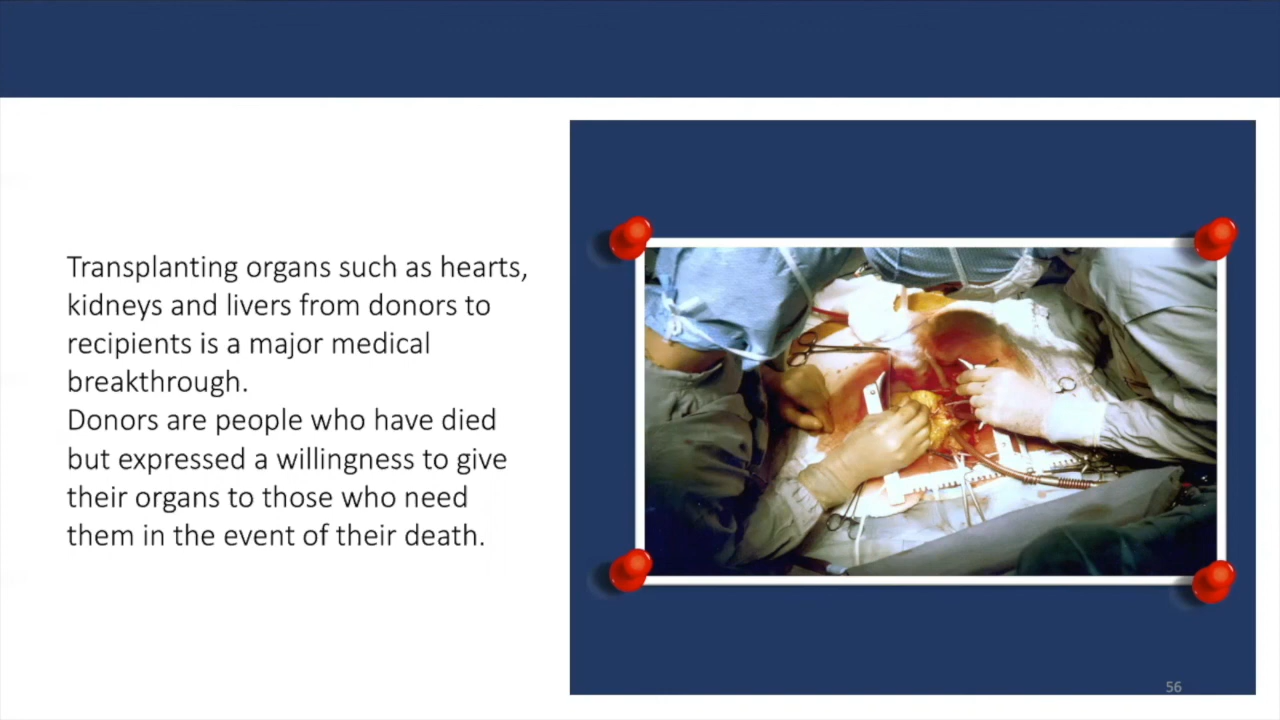 Transplanting organs such as hearts,
kidneys and livers from donors to
recipients is a major medical
breakthrough.
Donors are people who have died
but expressed a willingness to give
their organs to those who need
them in the event of their death.
56